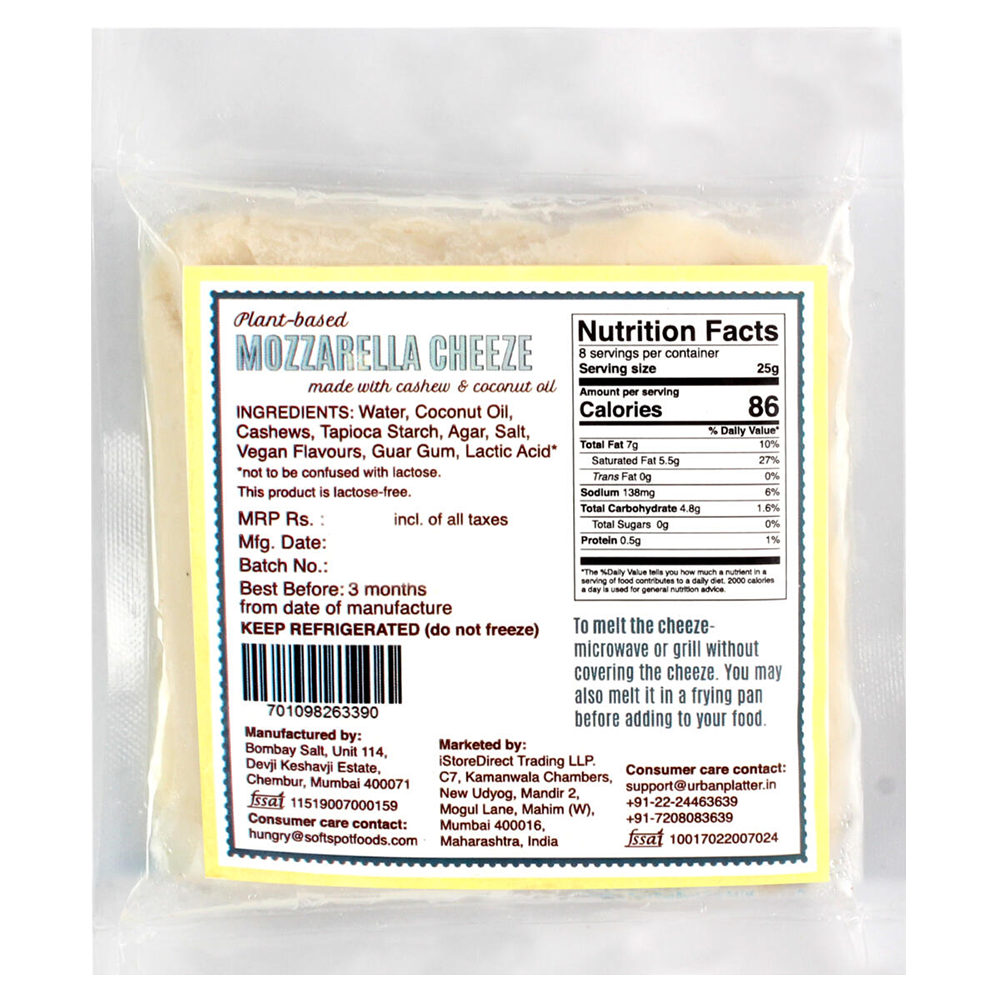 Plant-based
MOZZARELLA CHEEZE
made with cashew & coconut oil
INGREDIENTS: Water, Coconut Oil,
Cashews, Tapioca Starch, Agar, Salt,
Vegan Flavours, Guar Gum, Lactic Acid*
*not to be confused with lactose.
This product is lactose-free.
MRP Rs. : incl. of all taxes
Mfg. Date:
Batch No.:
Best Before: 3 months
from date of manufacture
KEEP REFRIGERATED (do not freeze)
701098263390
Manufactured by:
Bombay Salt, Unit 114,
Devji Keshavji Estate,
Chembur, Mumbai 400071
fssai 11519007000159
Consumer care contact:
hungry@softspotfoods.com
Nutrition Facts
8 servings per container
Serving size 25g
Amount per serving
Calories 86
% Daily Value*
Total Fat 7g 10%
Saturated Fat 5.5g 27%
Trans Fat 0g 0%
Sodium 138mg 6%
Total Carbohydrate 4.8g 1.6%
Total Sugars 0g 0%
Protein 0.5g 1%
*The %Daily Value tells you how much a nutrient in a
serving of food contributes to a daily diet. 2000 calories
a day is used for general nutrition advice.
To melt the cheeze-
microwave or grill without
covering the cheeze. You may
also melt it in a frying pan
before adding to your food.
Marketed by:
iStoreDirect Trading LLP.
C7, Kamanwala Chambers,
New Udyog, Mandir 2,
Mogul Lane, Mahim (W),
Mumbai 400016,
Maharashtra, India
Consumer care contact:
support@urbanplatter.in
+91-22-24463639
+91-7208083639
fssai 10017022007024